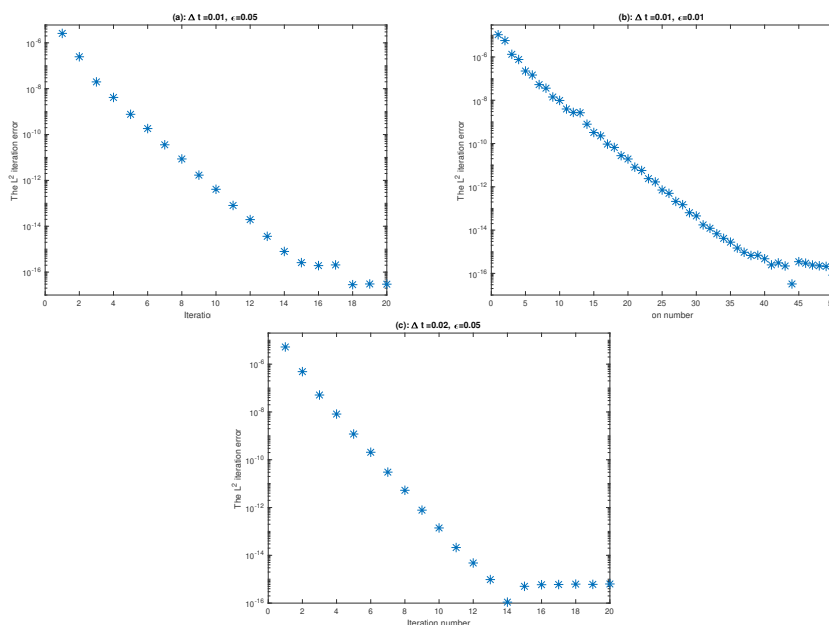 (a): Δ t =0.01, ϵ=0.05
10^-6
10^-8
10^-10
10^-12
10^-14
10^-16
The L^2 iteration error
0 2 4 6 8 10 12 14 16 18 20
Iteratio
(b): Δ t =0.01, ϵ=0.01
10^-6
10^-8
10^-10
10^-12
10^-14
10^-16
The L^2 iteration error
0 5 10 15 20 25 30 35 40 45
on number
(c): Δ t =0.02, ϵ=0.05
10^-6
10^-8
10^-10
10^-12
10^-14
10^-16
The L^2 iteration error
0 2 4 6 8 10 12 14 16 18 20
Iteration number